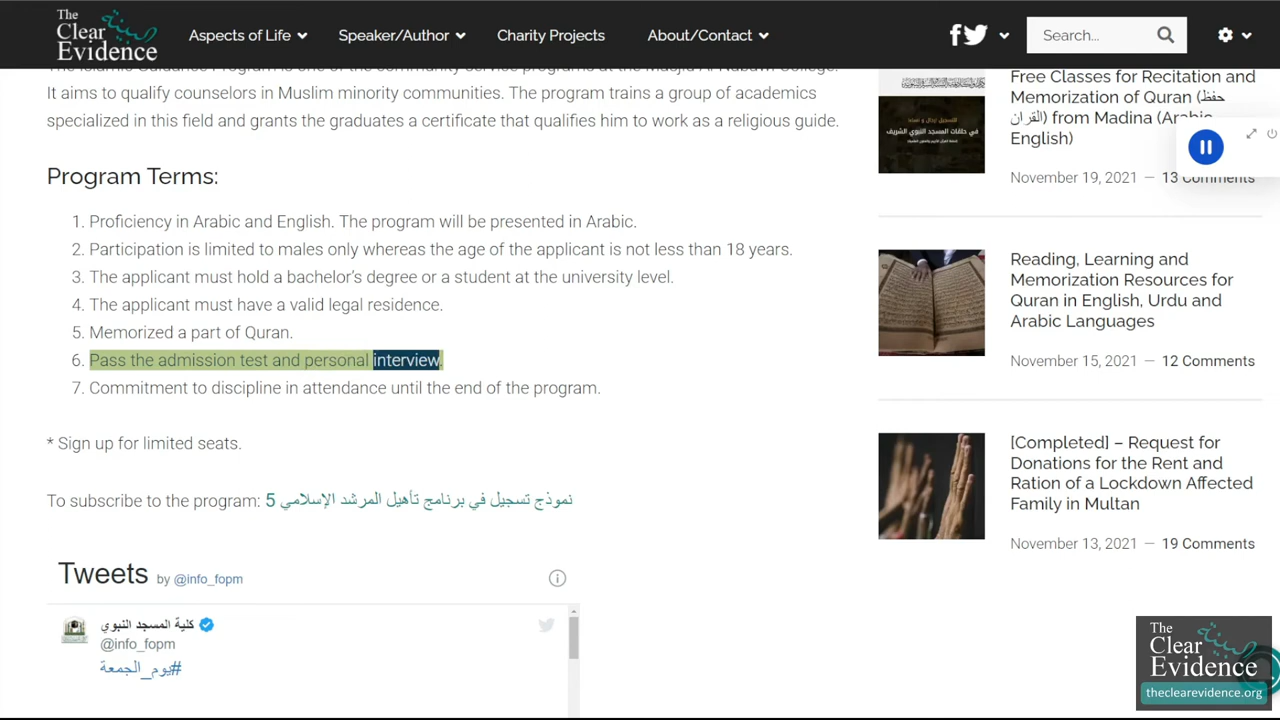 The
Clear
Evidence
Aspects of Life
Speaker/Author
Charity Projects
About/Contact
Search...
It aims to qualify counselors in Muslim minority communities. The program trains a group of academics
specialized in this field and grants the graduates a certificate that qualifies him to work as a religious guide.
Program Terms:
1. Proficiency in Arabic and English. The program will be presented in Arabic.
2. Participation is limited to males only whereas the age of the applicant is not less than 18 years.
3. The applicant must hold a bachelor's degree or a student at the university level.
4. The applicant must have a valid legal residence.
5. Memorized a part of Quran.
6. Pass the admission test and personal interview.
7. Commitment to discipline in attendance until the end of the program.
* Sign up for limited seats.
To subscribe to the program: نموذج تسجيل في برنامج تأهيل المرشد الإسلامي 5
Tweets by @info_fopm
كلية المسجد النبوي
@info_fopm
#يوم_الجمعة
Free Classes for Recitation and
Memorization of Quran (حفظ
القرآن) from Madina (Arabic
English)
November 19, 2021 — 13 Comments
Reading, Learning and
Memorization Resources for
Quran in English, Urdu and
Arabic Languages
November 15, 2021 — 12 Comments
[Completed] – Request for
Donations for the Rent and
Ration of a Lockdown Affected
Family in Multan
November 13, 2021 — 19 Comments
The
Clear
Evidence
theclearevidence.org